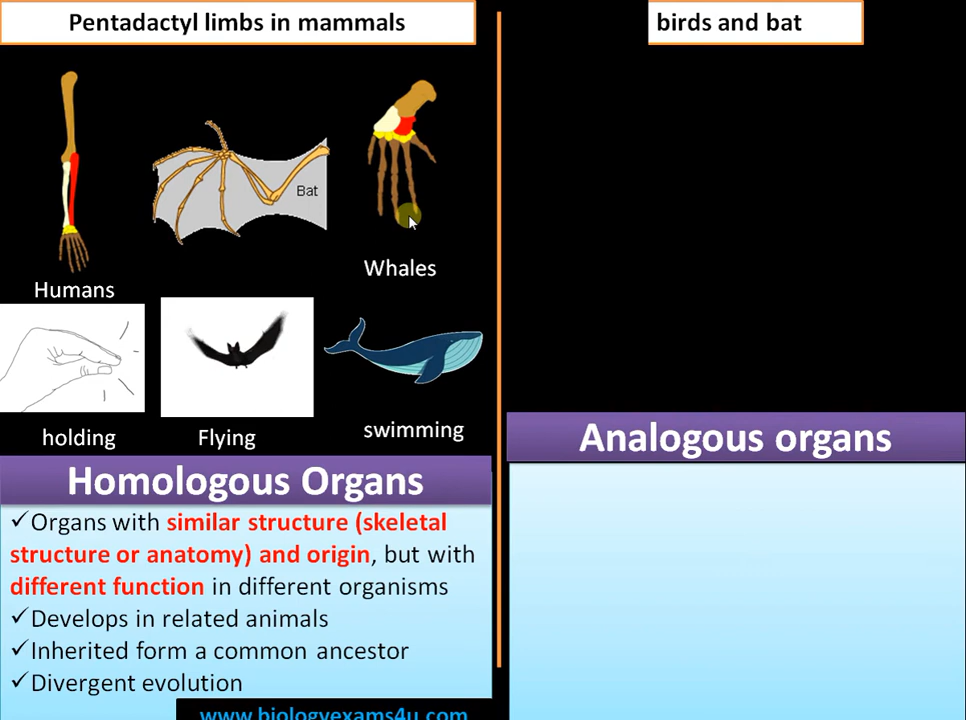 Pentadactyl limbs in mammals
birds and bat
Bat
Whales
Humans
holding
Flying
swimming
Homologous Organs
✓Organs with similar structure (skeletal
structure or anatomy) and origin, but with
different function in different organisms
✓Develops in related animals
✓Inherited form a common ancestor
✓Divergent evolution
www.biologyexams4u.com
Analogous organs